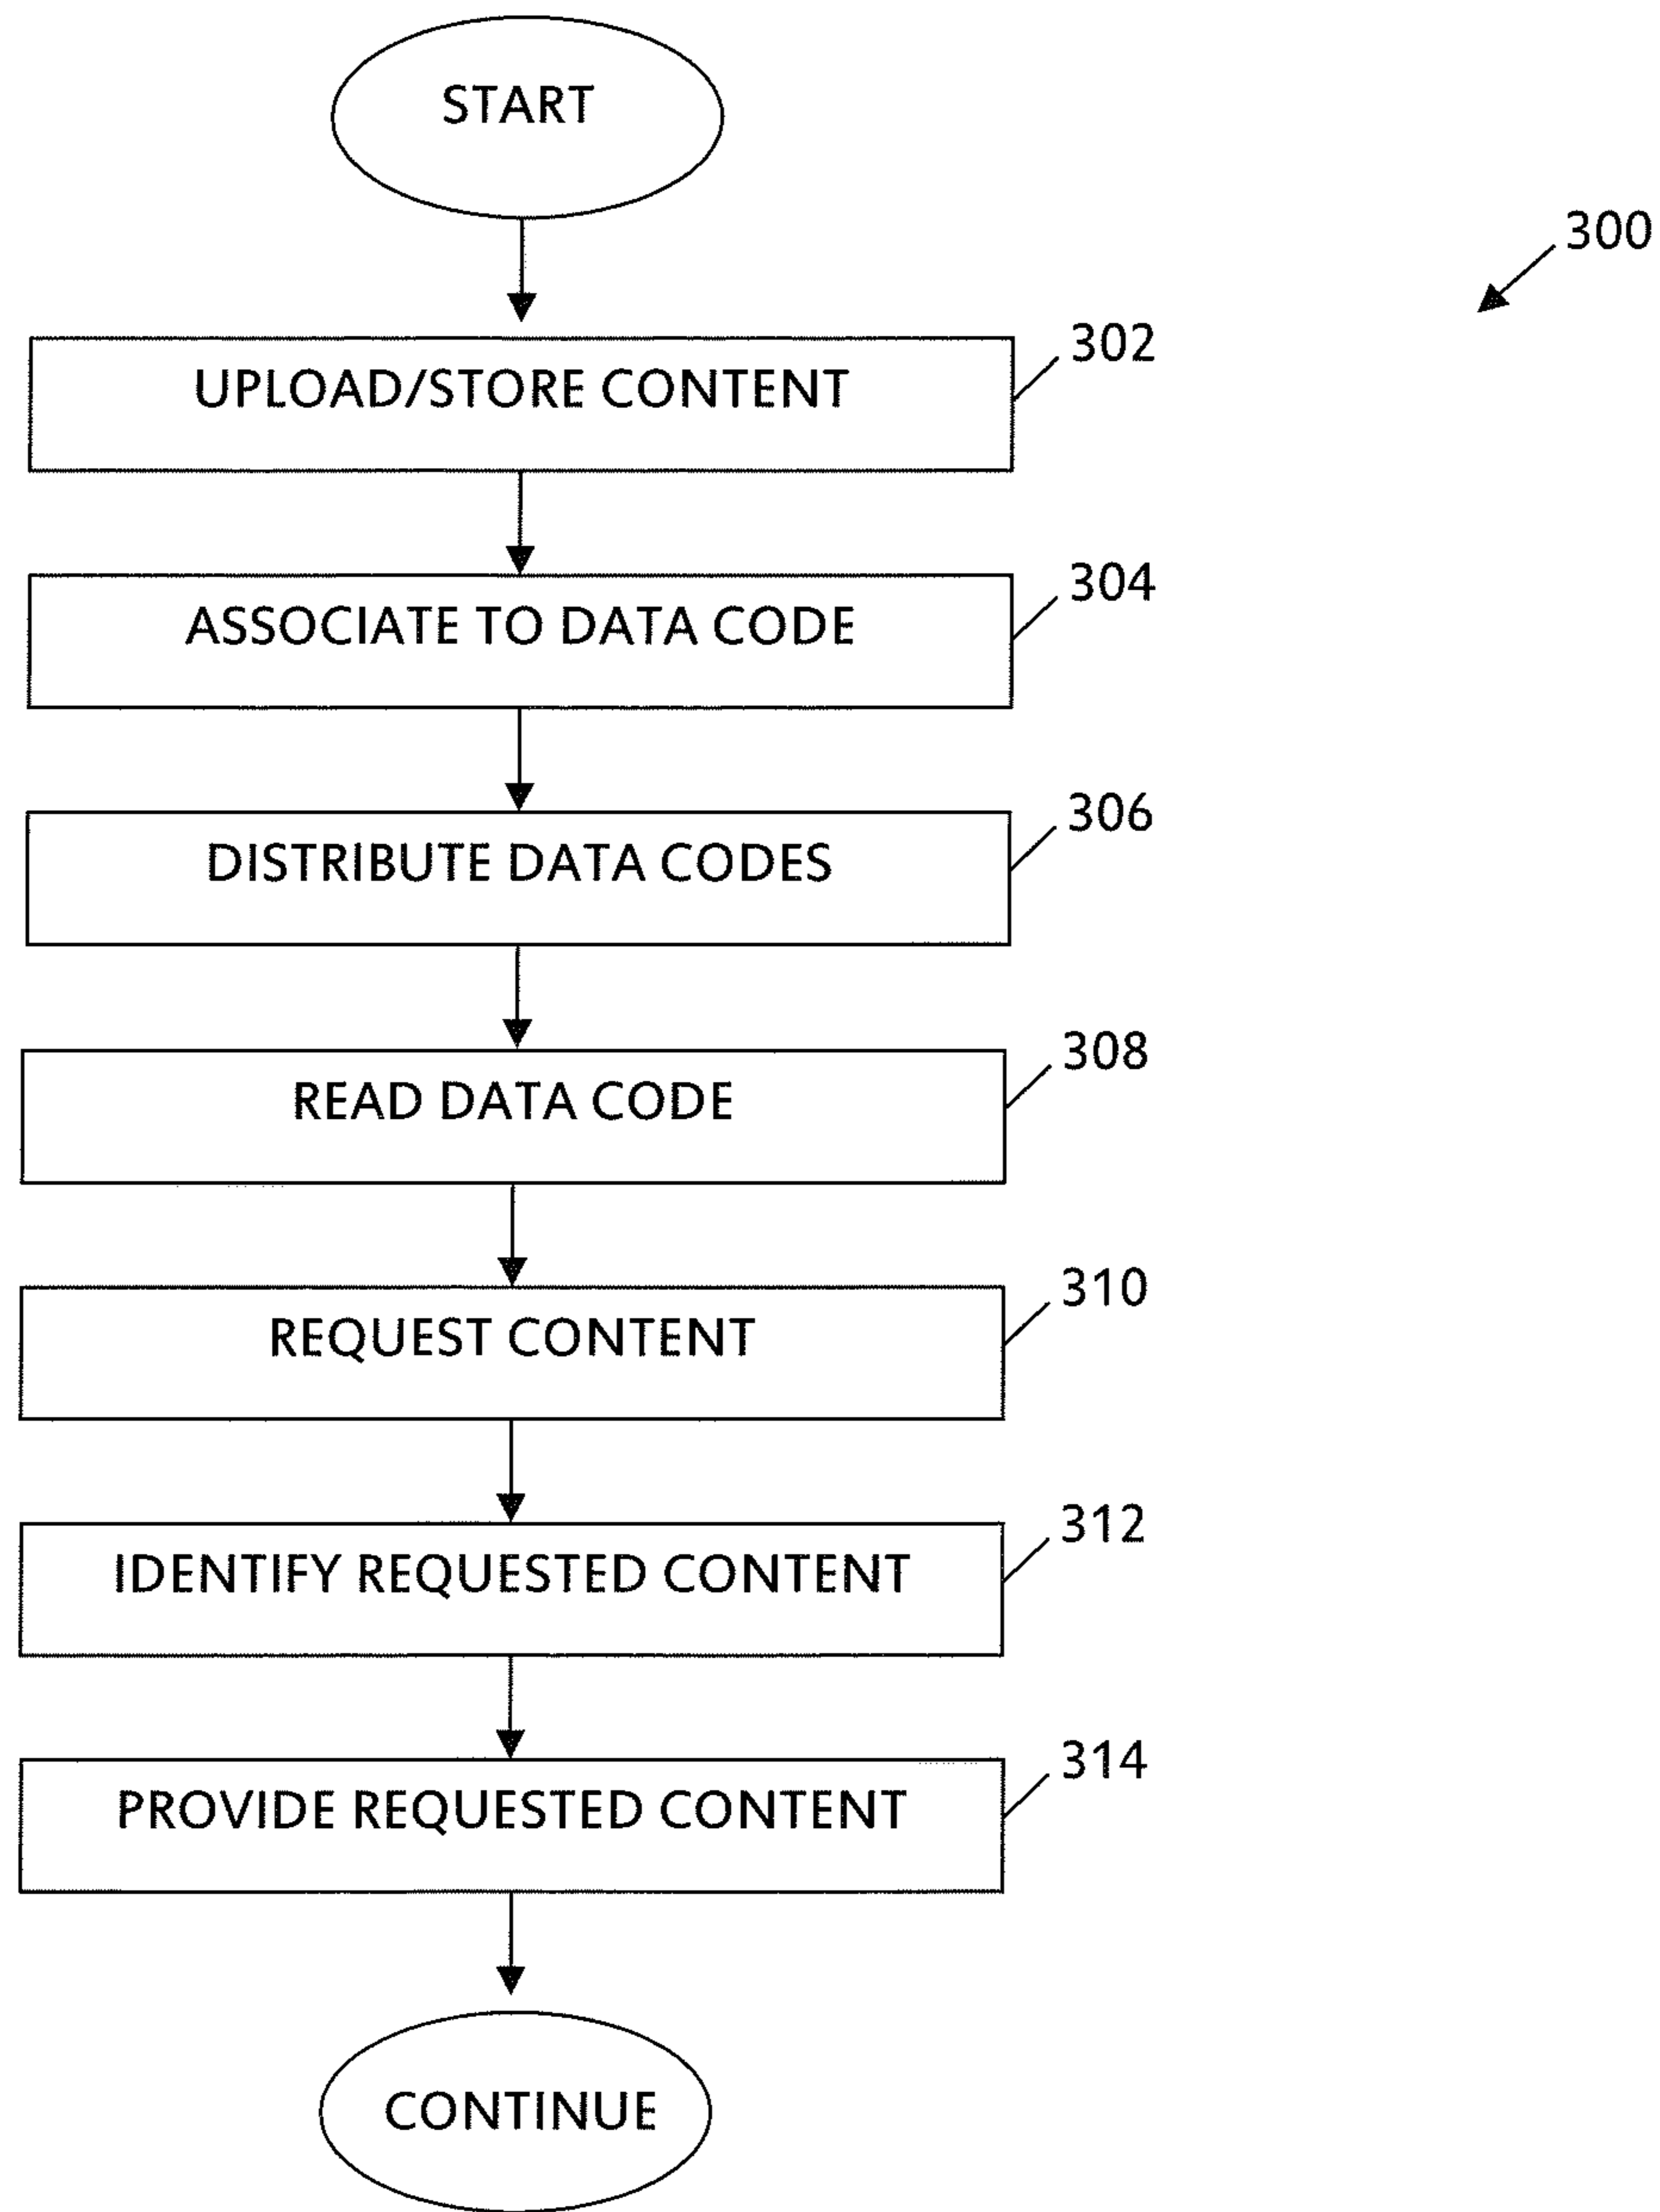 START
300
302
UPLOAD/STORE CONTENT
304
ASSOCIATE TO DATA CODE
306
DISTRIBUTE DATA CODES
308
READ DATA CODE
310
REQUEST CONTENT
312
IDENTIFY REQUESTED CONTENT
314
PROVIDE REQUESTED CONTENT
CONTINUE